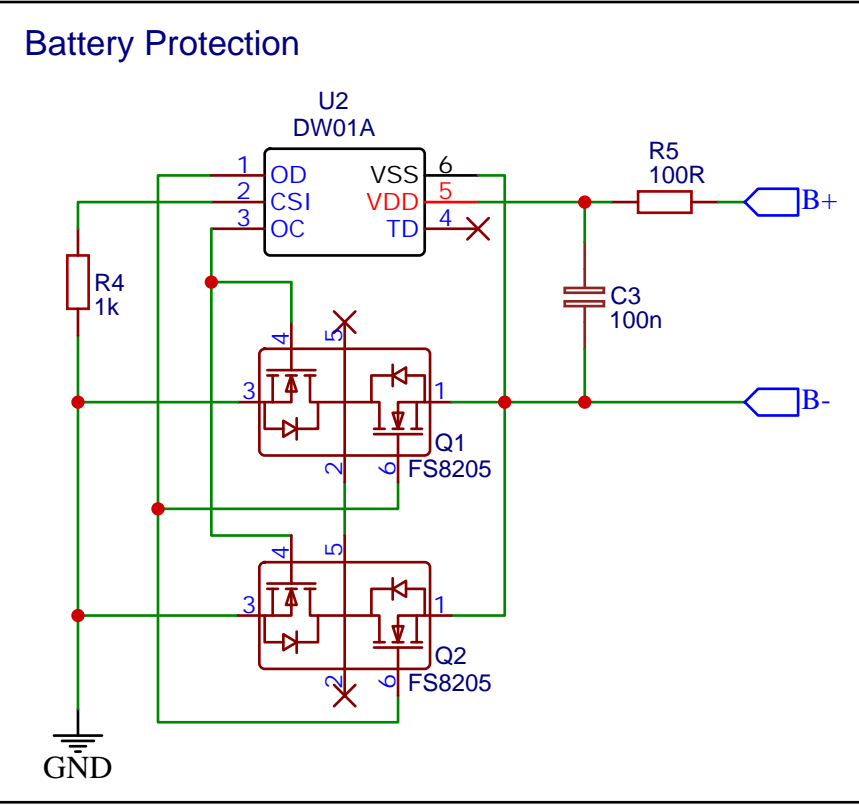 Battery Protection
U2
DW01A
1 OD VSS 6
2 CSI VDD 5
3 OC TD 4
R5
100R
B+
R4
1k
C3
100n
4 5
3 1
B-
Q1
2 6 FS8205
4 5
3 1
Q2
2 6 FS8205
GND